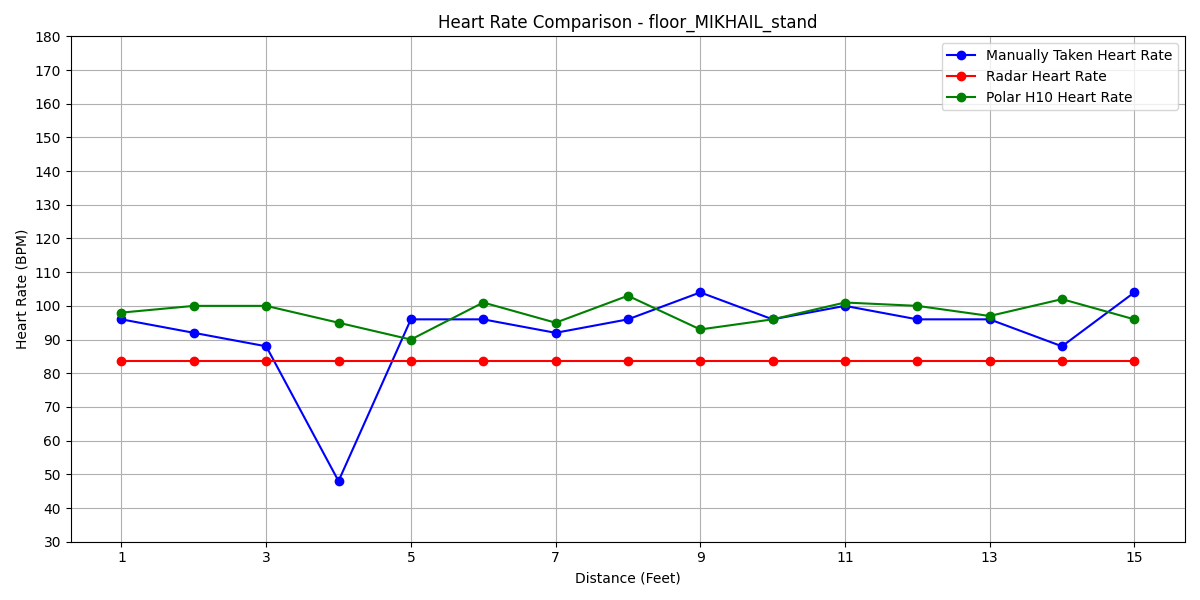 Heart Rate Comparison - floor_MIKHAIL_stand
Manually Taken Heart Rate
Radar Heart Rate
Polar H10 Heart Rate
Heart Rate (BPM)
180
170
160
150
140
130
120
110
100
90
80
70
60
50
40
30
1 3 5 7 9 11 13 15
Distance (Feet)